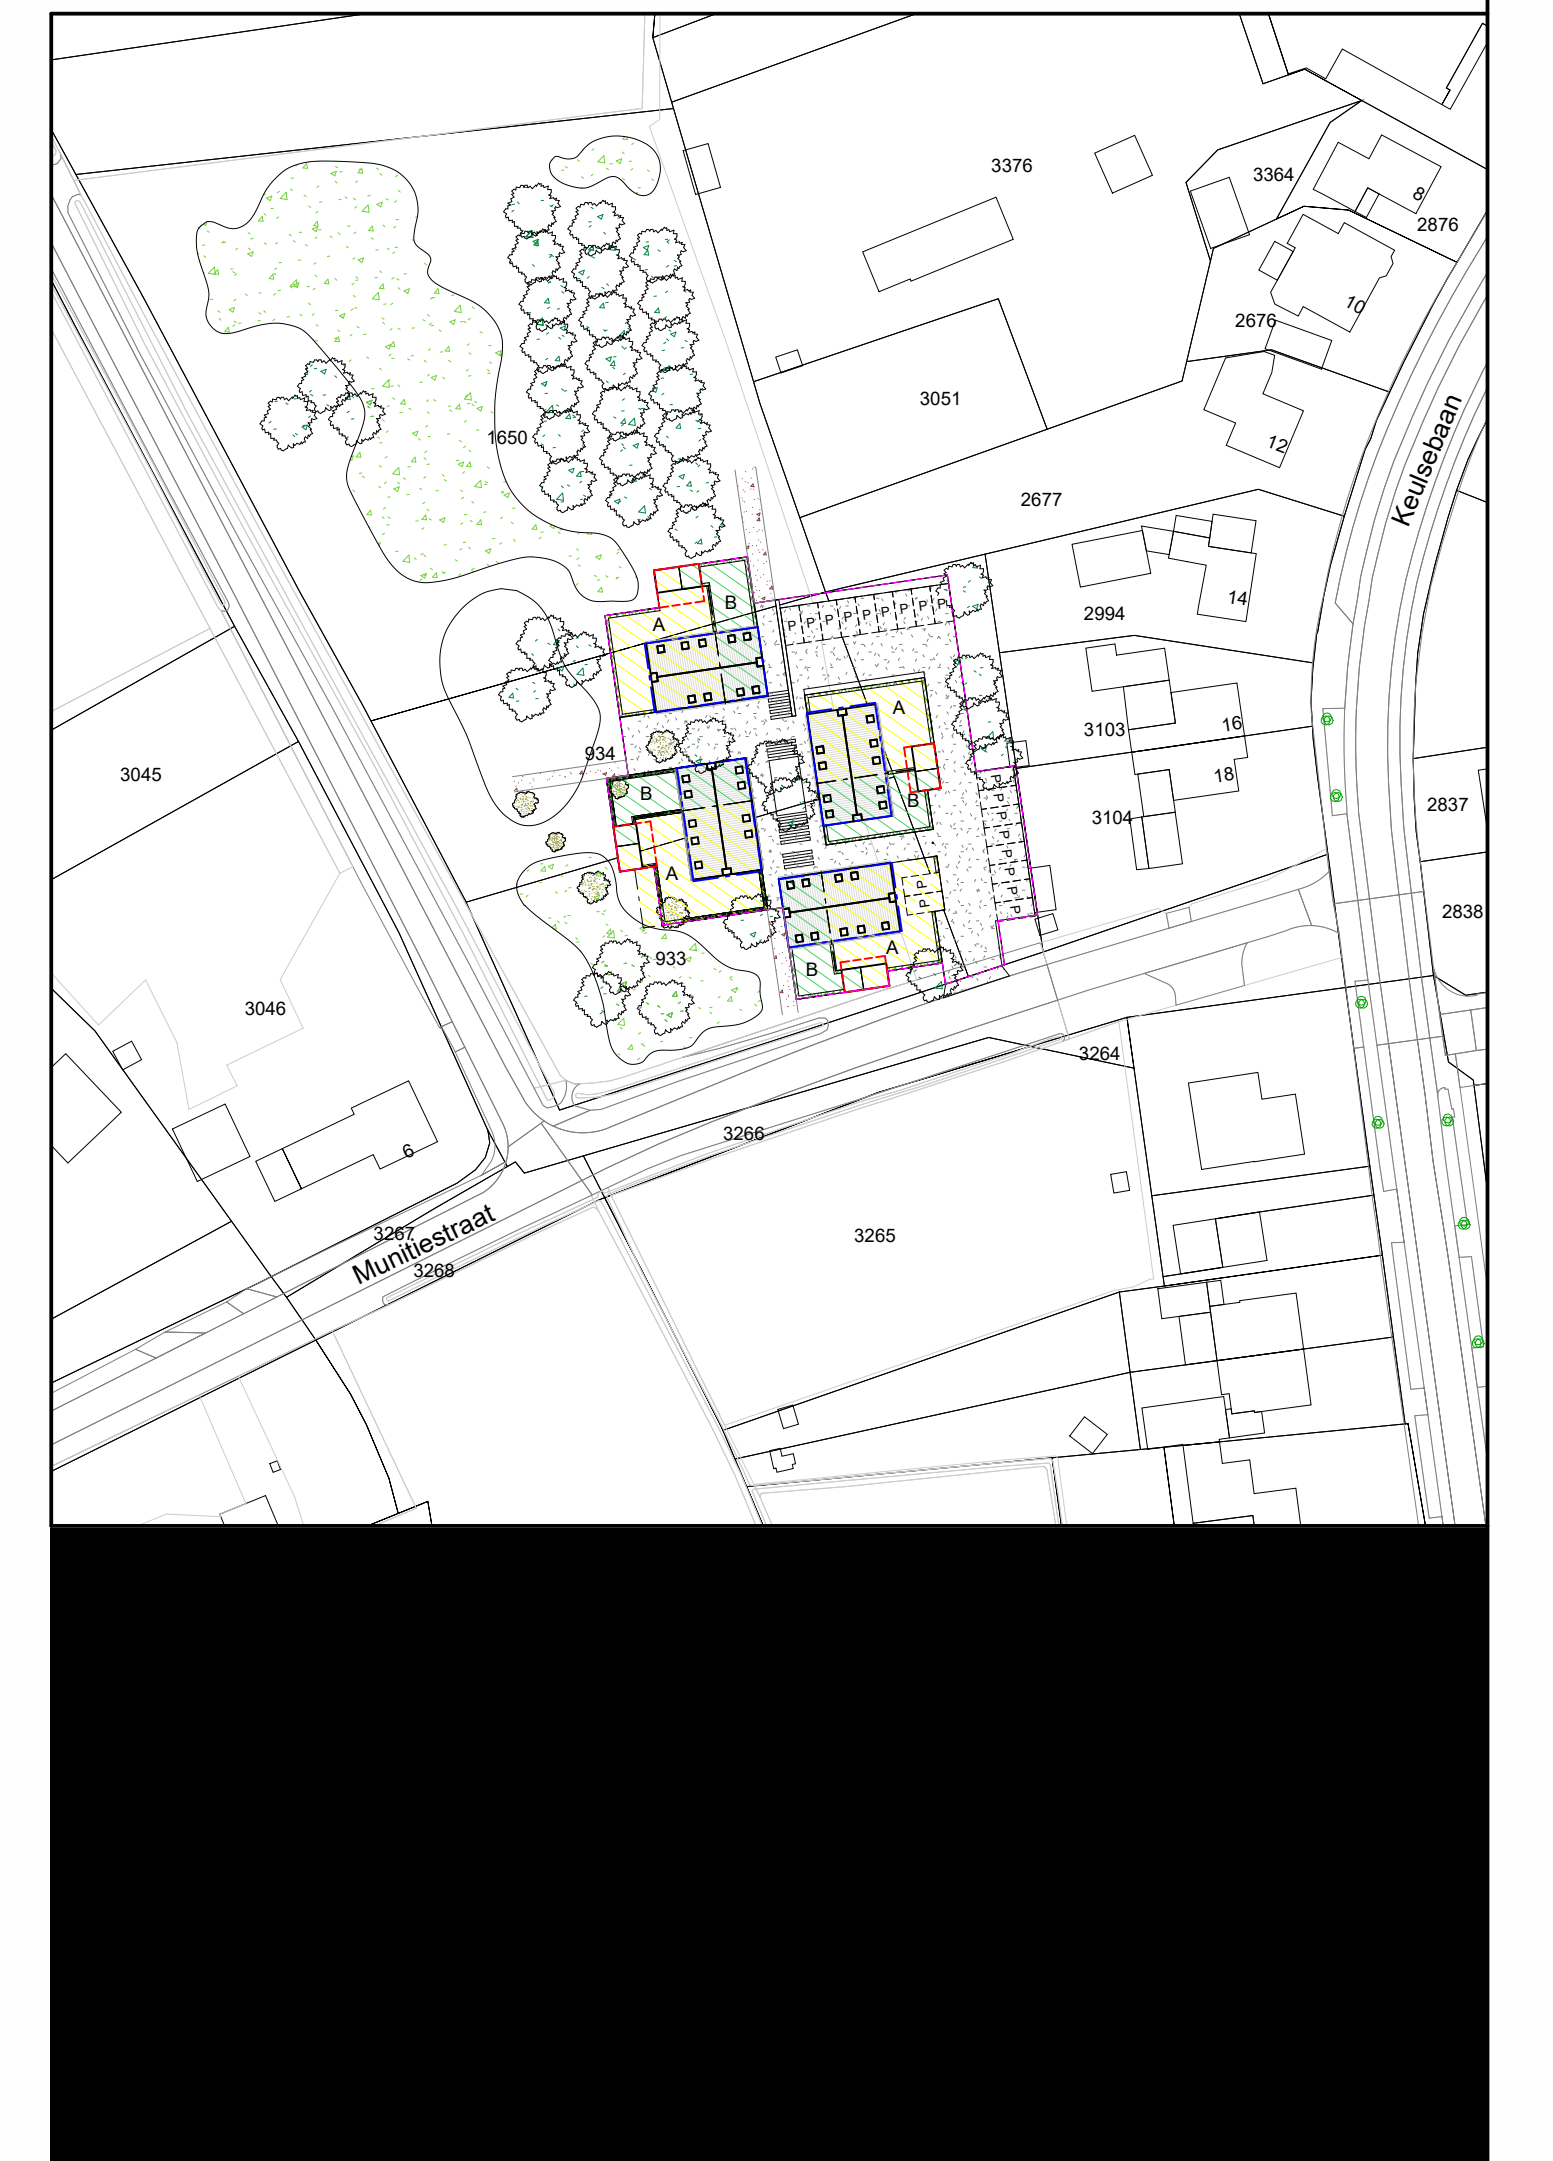 3376
3364
8
2876
10
2676
3051
12
Keulsebaan
1650
2677
B
14
P P P P P P P P P
2994
A
A
16
3103
934
18
3045
P
P
P
P
P
P
P
P
B
B
2837
3104
A
P
P
2838
A
933
B
3046
3264
3266
6
3267
Munitiestraat
3268
3265